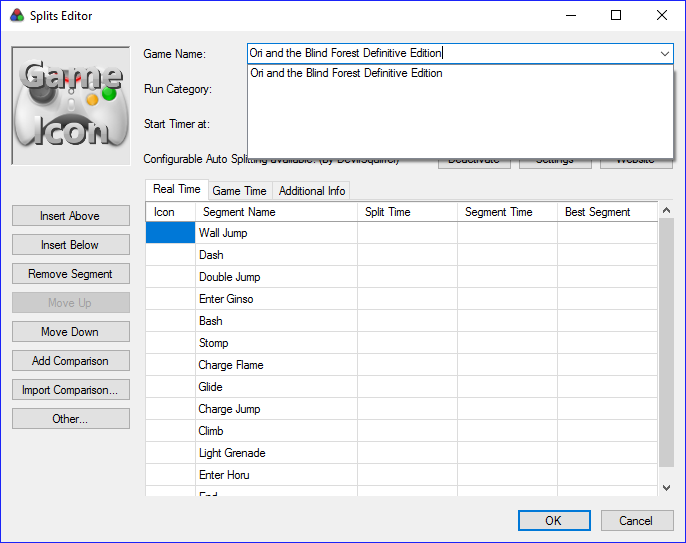 Splits Editor
Game Icon
Game Name:
Ori and the Blind Forest Definitive Edition
Ori and the Blind Forest Definitive Edition
Run Category:
Start Timer at:
Configurable Auto Splitting available. (By DevilSquirrel)
Deactivate
Settings
Website
Real Time
Game Time
Additional Info
Icon
Segment Name
Split Time
Segment Time
Best Segment
Insert Above
Insert Below
Remove Segment
Move Up
Move Down
Add Comparison
Import Comparison...
Other...
Wall Jump
Dash
Double Jump
Enter Ginso
Bash
Stomp
Charge Flame
Glide
Charge Jump
Climb
Light Grenade
Enter Horu
End
OK
Cancel